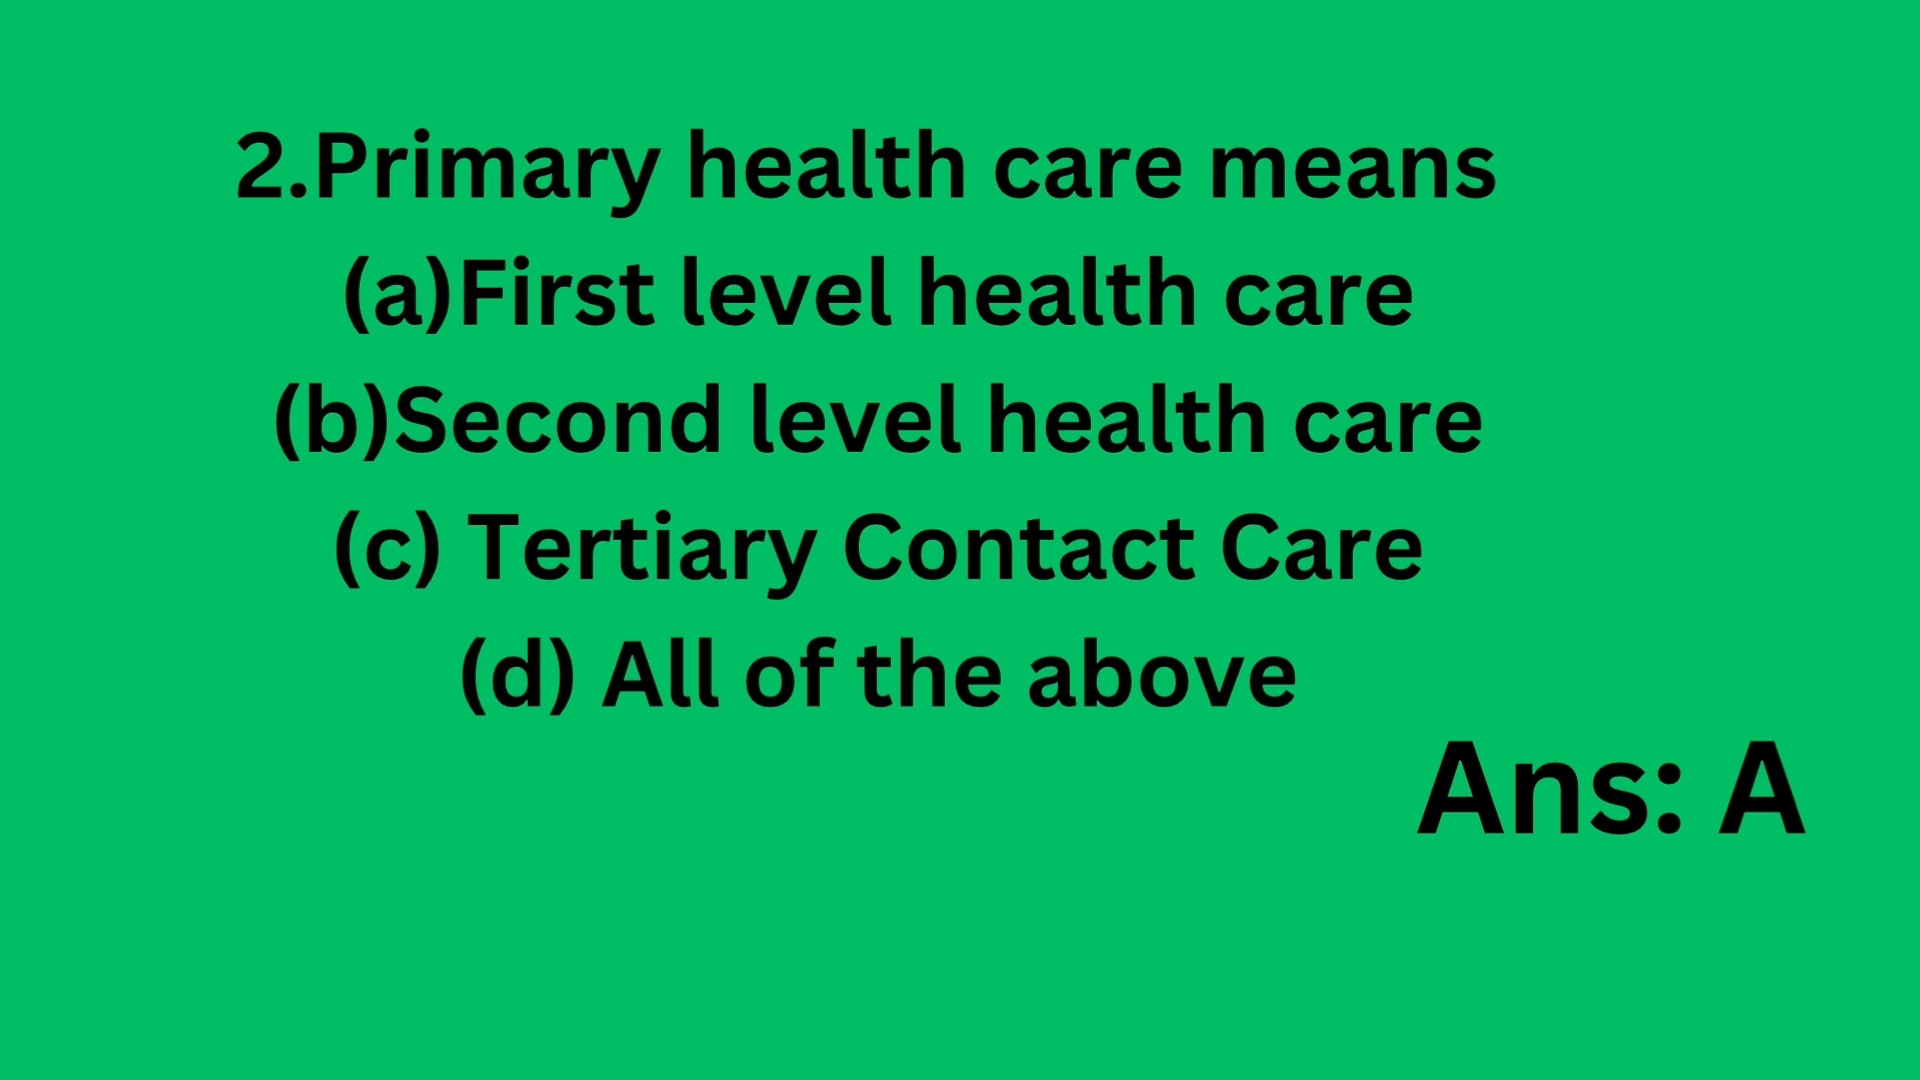 2.Primary health care means
(a)First level health care
(b)Second level health care
(c) Tertiary Contact Care
(d) All of the above
Ans: A